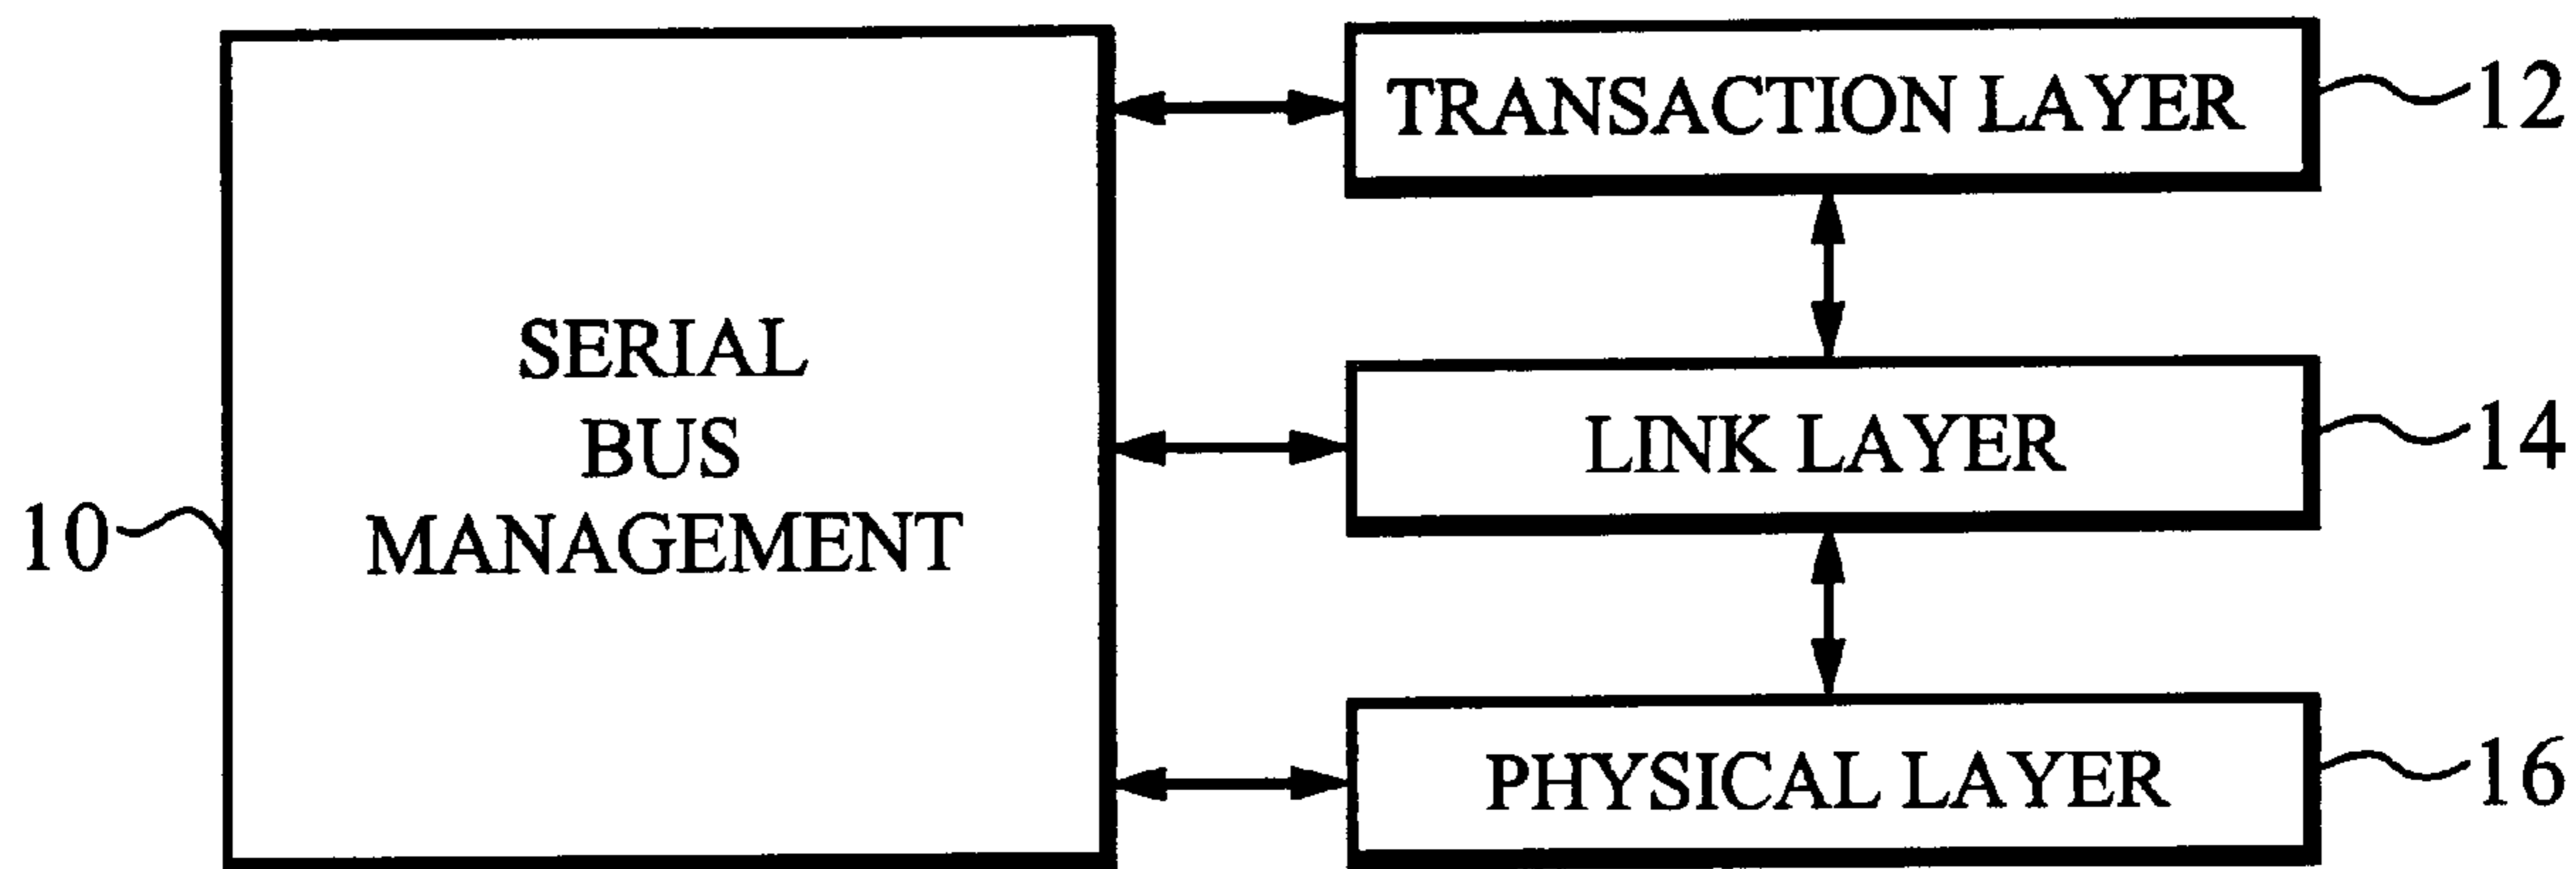 TRANSACTION LAYER 12
SERIAL
BUS
MANAGEMENT
10
LINK LAYER 14
PHYSICAL LAYER 16